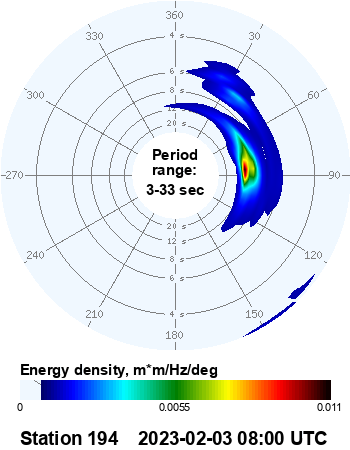 360
330
30
4 s
6 s
300
60
8 s
12 s
20 s
Period
range:
3-33 sec
270
90
20 s
12 s
240
120
8 s
6 s
4 s
210
150
180
Energy density, m*m/Hz/deg
0
0.0055
0.011
Station 194 2023-02-03 08:00 UTC